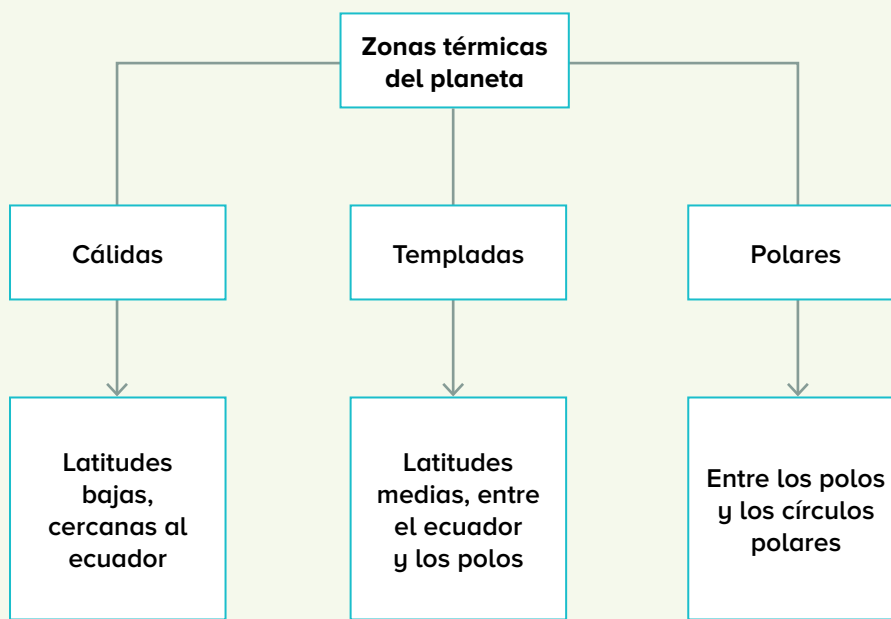 Zonas térmicas
del planeta
Cálidas
Templadas
Polares
Latitudes
bajas,
cercanas al
ecuador
Latitudes
medias, entre
el ecuador
y los polos
Entre los polos
y los círculos
polares